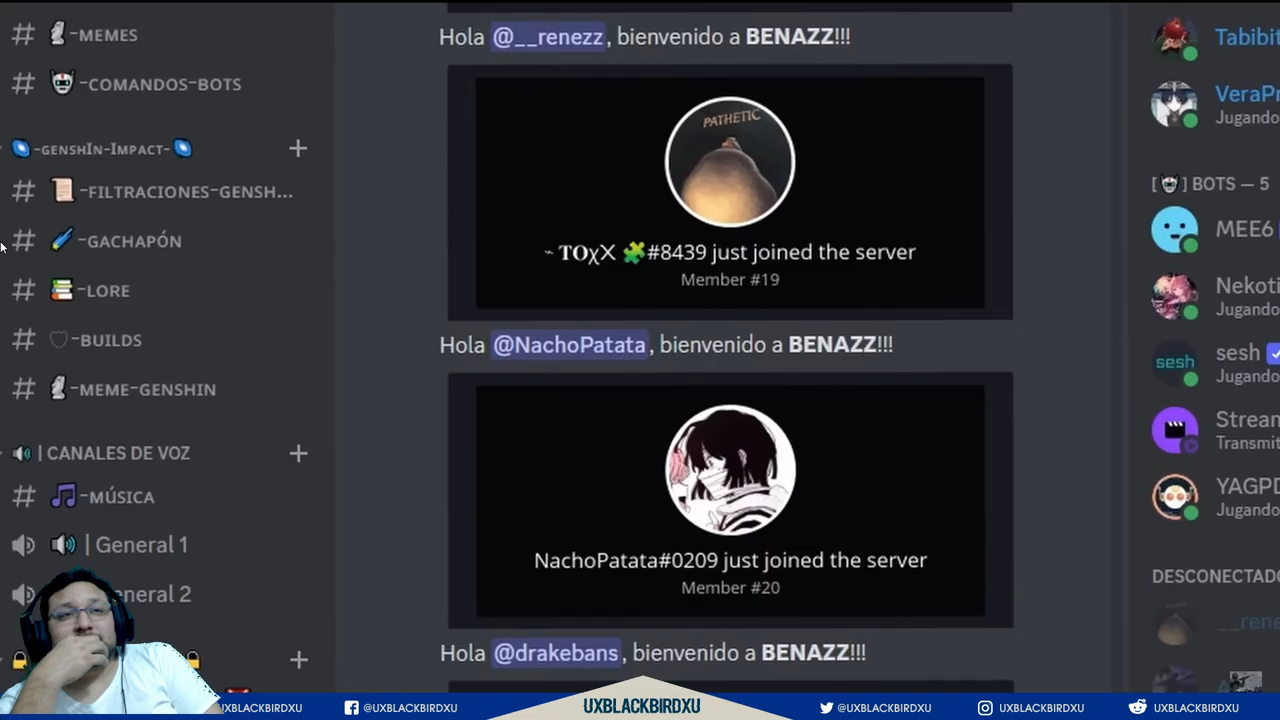 -MEMES
-COMANDOS-BOTS
-GENSHIN-IMPACT-
-FILTRACIONES-GENSH...
-GACHAPÓN
-LORE
-BUILDS
-MEME-GENSHIN
| CANALES DE VOZ
-MÚSICA
| General 1
General 2
Hola @__renezz, bienvenido a BENAZZ!!!
PATHETIC
~ TOχX 🧩#8439 just joined the server
Member #19
Hola @NachoPatata, bienvenido a BENAZZ!!!
NachoPatata#0209 just joined the server
Member #20
Hola @drakebans, bienvenido a BENAZZ!!!
Tabibit
VeraPr
Jugando
[🤖] BOTS — 5
MEE6
Nekoti
Jugando
sesh
sesh
Jugando
Stream
Transmit
YAGPD
Jugando
DESCONECTADO
__rene
UXBLACKBIRDXU
@UXBLACKBIRDXU
UXBLACKBIRDXU
@UXBLACKBIRDXU
UXBLACKBIRDXU
UXBLACKBIRDXU